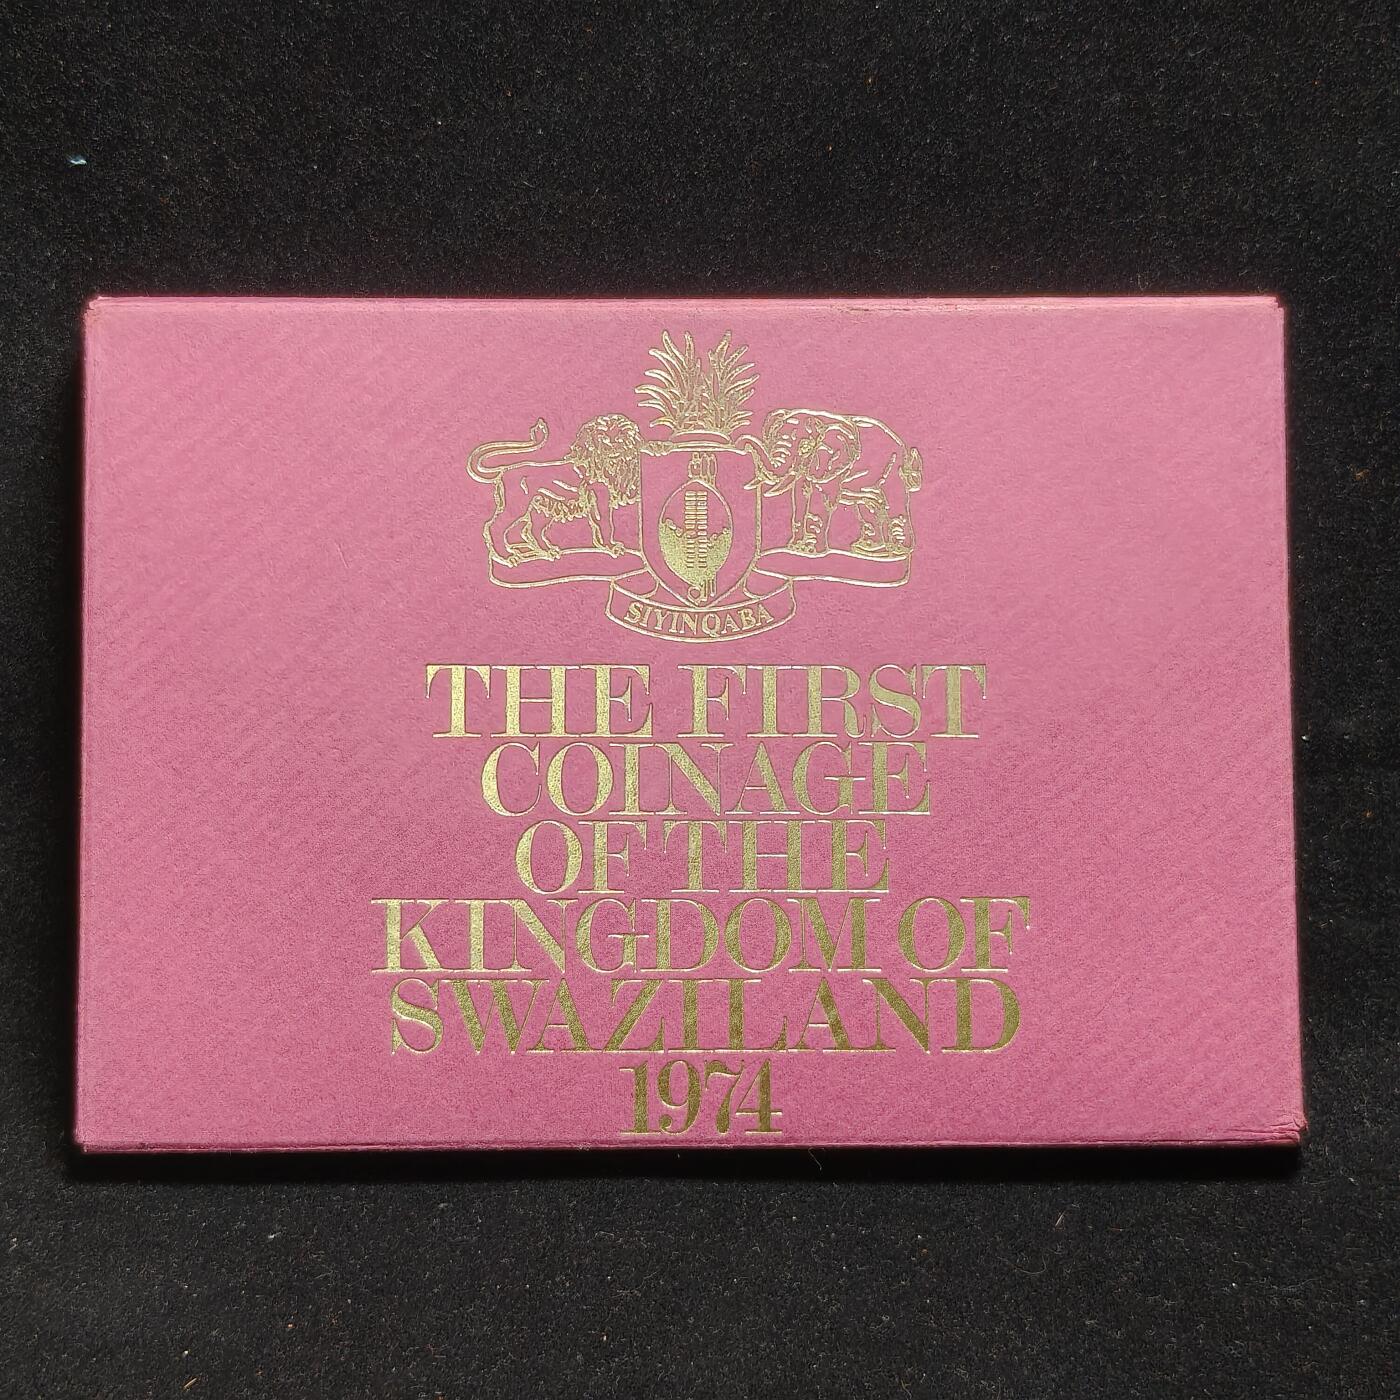 SIYINQABA
THE FIRST
COINAGE
OF THE
KINGDOM OF
SWAZILAND
1974